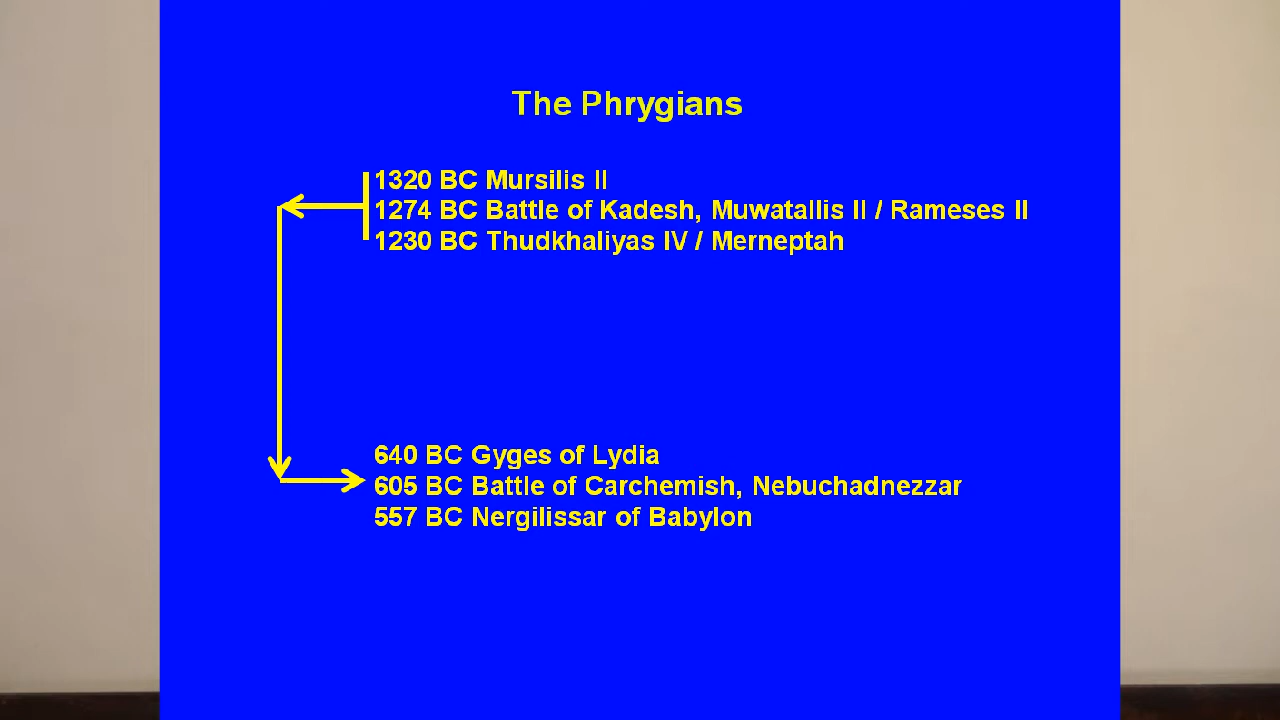 The Phrygians
1320 BC Mursilis II
1274 BC Battle of Kadesh, Muwatallis II / Rameses II
1230 BC Thudkhaliyas IV / Merneptah
640 BC Gyges of Lydia
605 BC Battle of Carchemish, Nebuchadnezzar
557 BC Nergilissar of Babylon